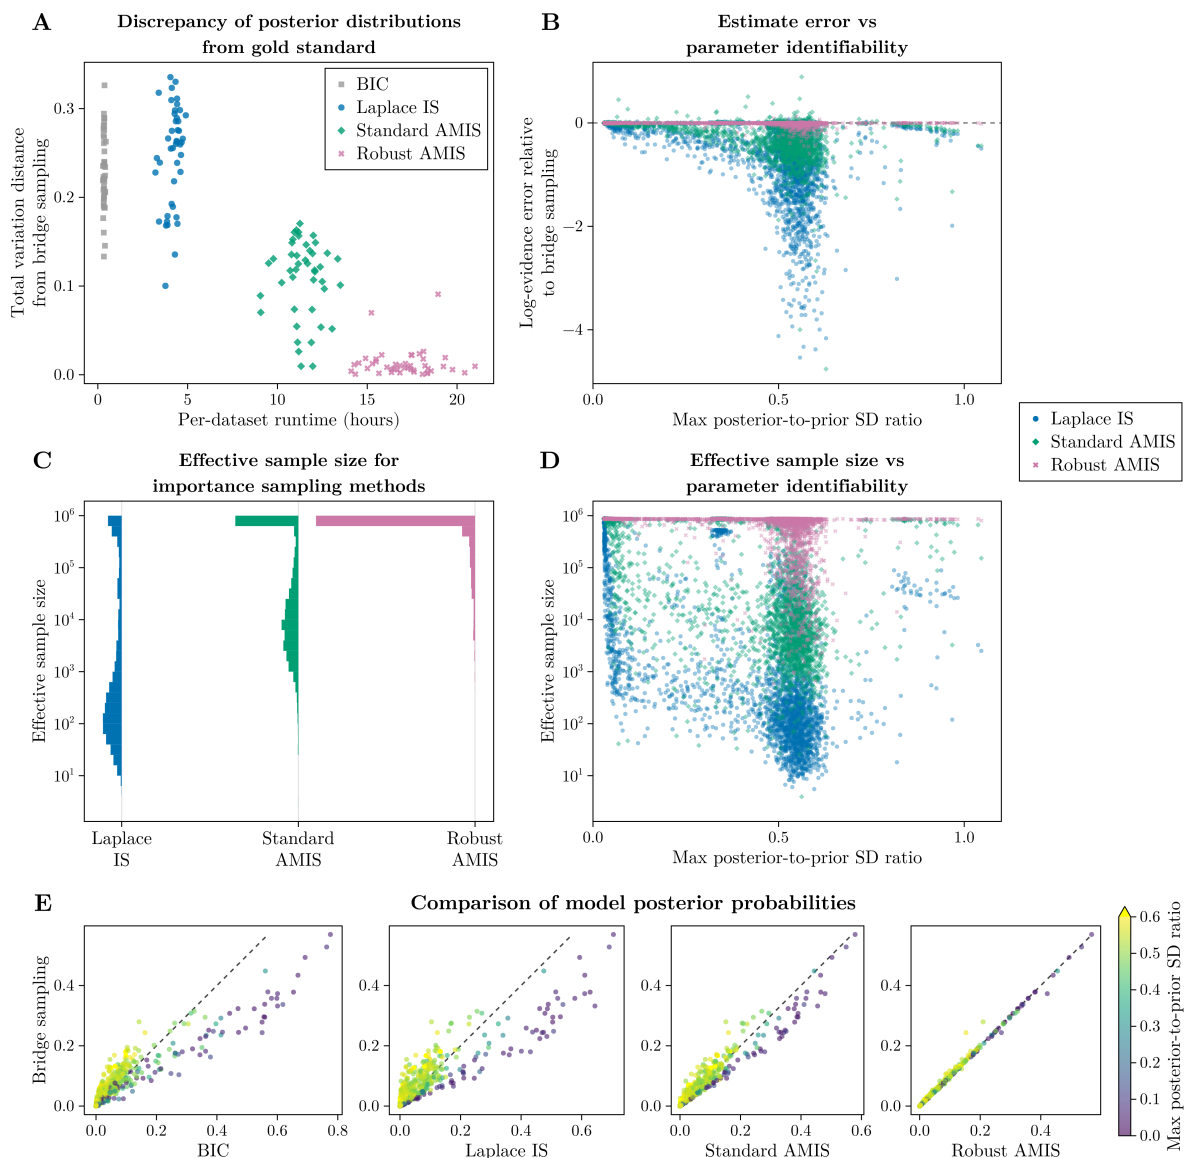 A
Discrepancy of posterior distributions
from gold standard
BIC
Laplace IS
Standard AMIS
Robust AMIS
Total variation distance
from bridge sampling
0.3
0.2
0.1
0.0
0
5
10
15
20
Per-dataset runtime (hours)
B
Estimate error vs
parameter identifiability
Log-evidence error relative
to bridge sampling
0
−2
−4
0.0
0.5
1.0
Max posterior-to-prior SD ratio
Laplace IS
Standard AMIS
Robust AMIS
C
Effective sample size for
importance sampling methods
Effective sample size
10⁶
10⁵
10⁴
10³
10²
10¹
Laplace
IS
Standard
AMIS
Robust
AMIS
D
Effective sample size vs
parameter identifiability
Effective sample size
10⁶
10⁵
10⁴
10³
10²
10¹
0.0
0.5
1.0
Max posterior-to-prior SD ratio
E
Comparison of model posterior probabilities
Bridge sampling
0.4
0.2
0.0
0.0
0.2
0.4
0.6
0.8
BIC
0.4
0.2
0.0
0.0
0.2
0.4
0.6
Laplace IS
0.4
0.2
0.0
0.0
0.2
0.4
0.6
Standard AMIS
0.4
0.2
0.0
0.0
0.2
0.4
Robust AMIS
0.6
0.5
0.4
0.3
0.2
0.1
0.0
Max posterior-to-prior SD ratio